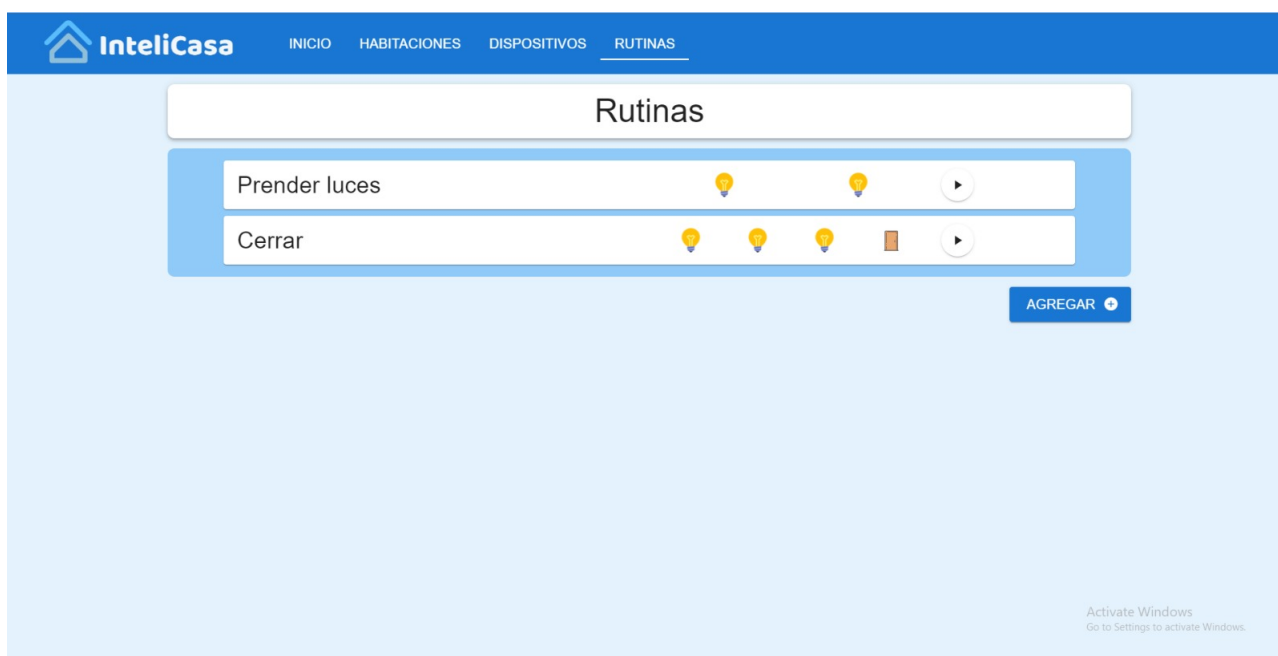 InteliCasa INICIO HABITACIONES DISPOSITIVOS RUTINAS
Rutinas
Prender luces
Cerrar
AGREGAR
Activate Windows
Go to Settings to activate Windows.